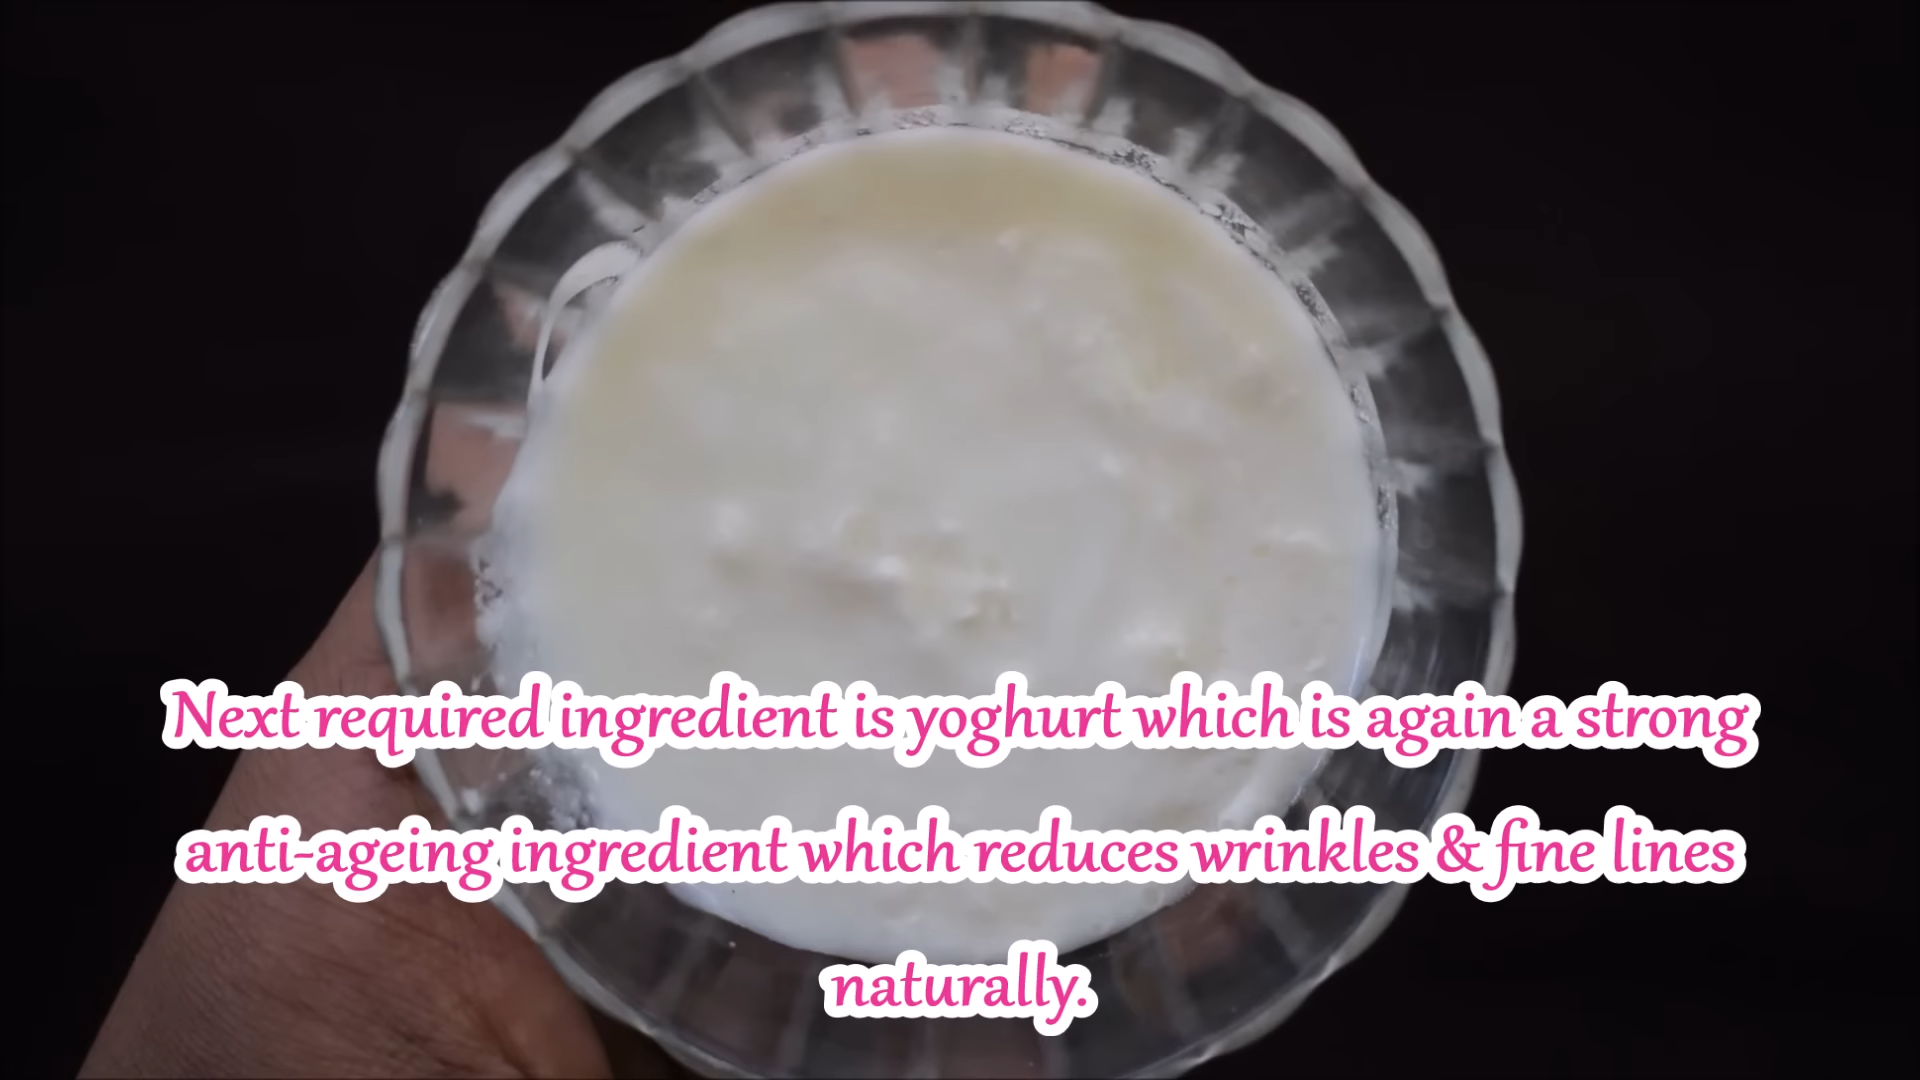 Next required ingredient is yoghurt which is again a strong
anti-ageing ingredient which reduces wrinkles & fine lines
naturally.